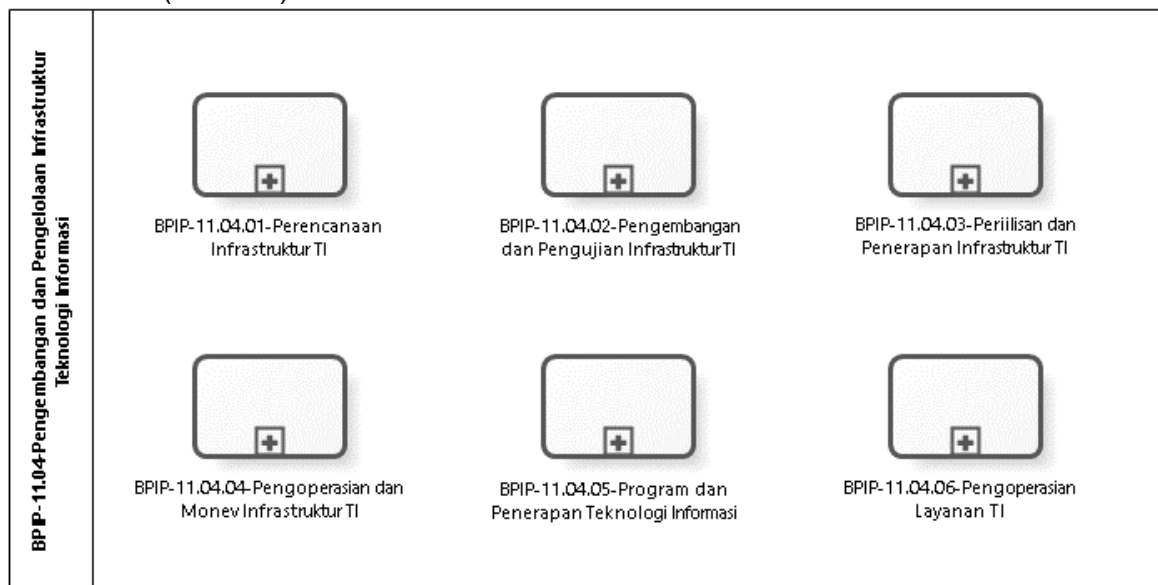 BPIP-11.04-Pengembangan dan Pengelolaan Infrastruktur
Teknologi Informasi
BPIP-11.04.01-Perencanaan
Infrastruktur TI
BPIP-11.04.02-Pengembangan
dan Pengujian Infrastruktur TI
BPIP-11.04.03-Periilisan dan
Penerapan Infrastruktur TI
BPIP-11.04.04-Pengoperasian dan
Monev Infrastruktur TI
BPIP-11.04.05-Program dan
Penerapan Teknologi Informasi
BPIP-11.04.06-Pengoperasian
Layanan TI